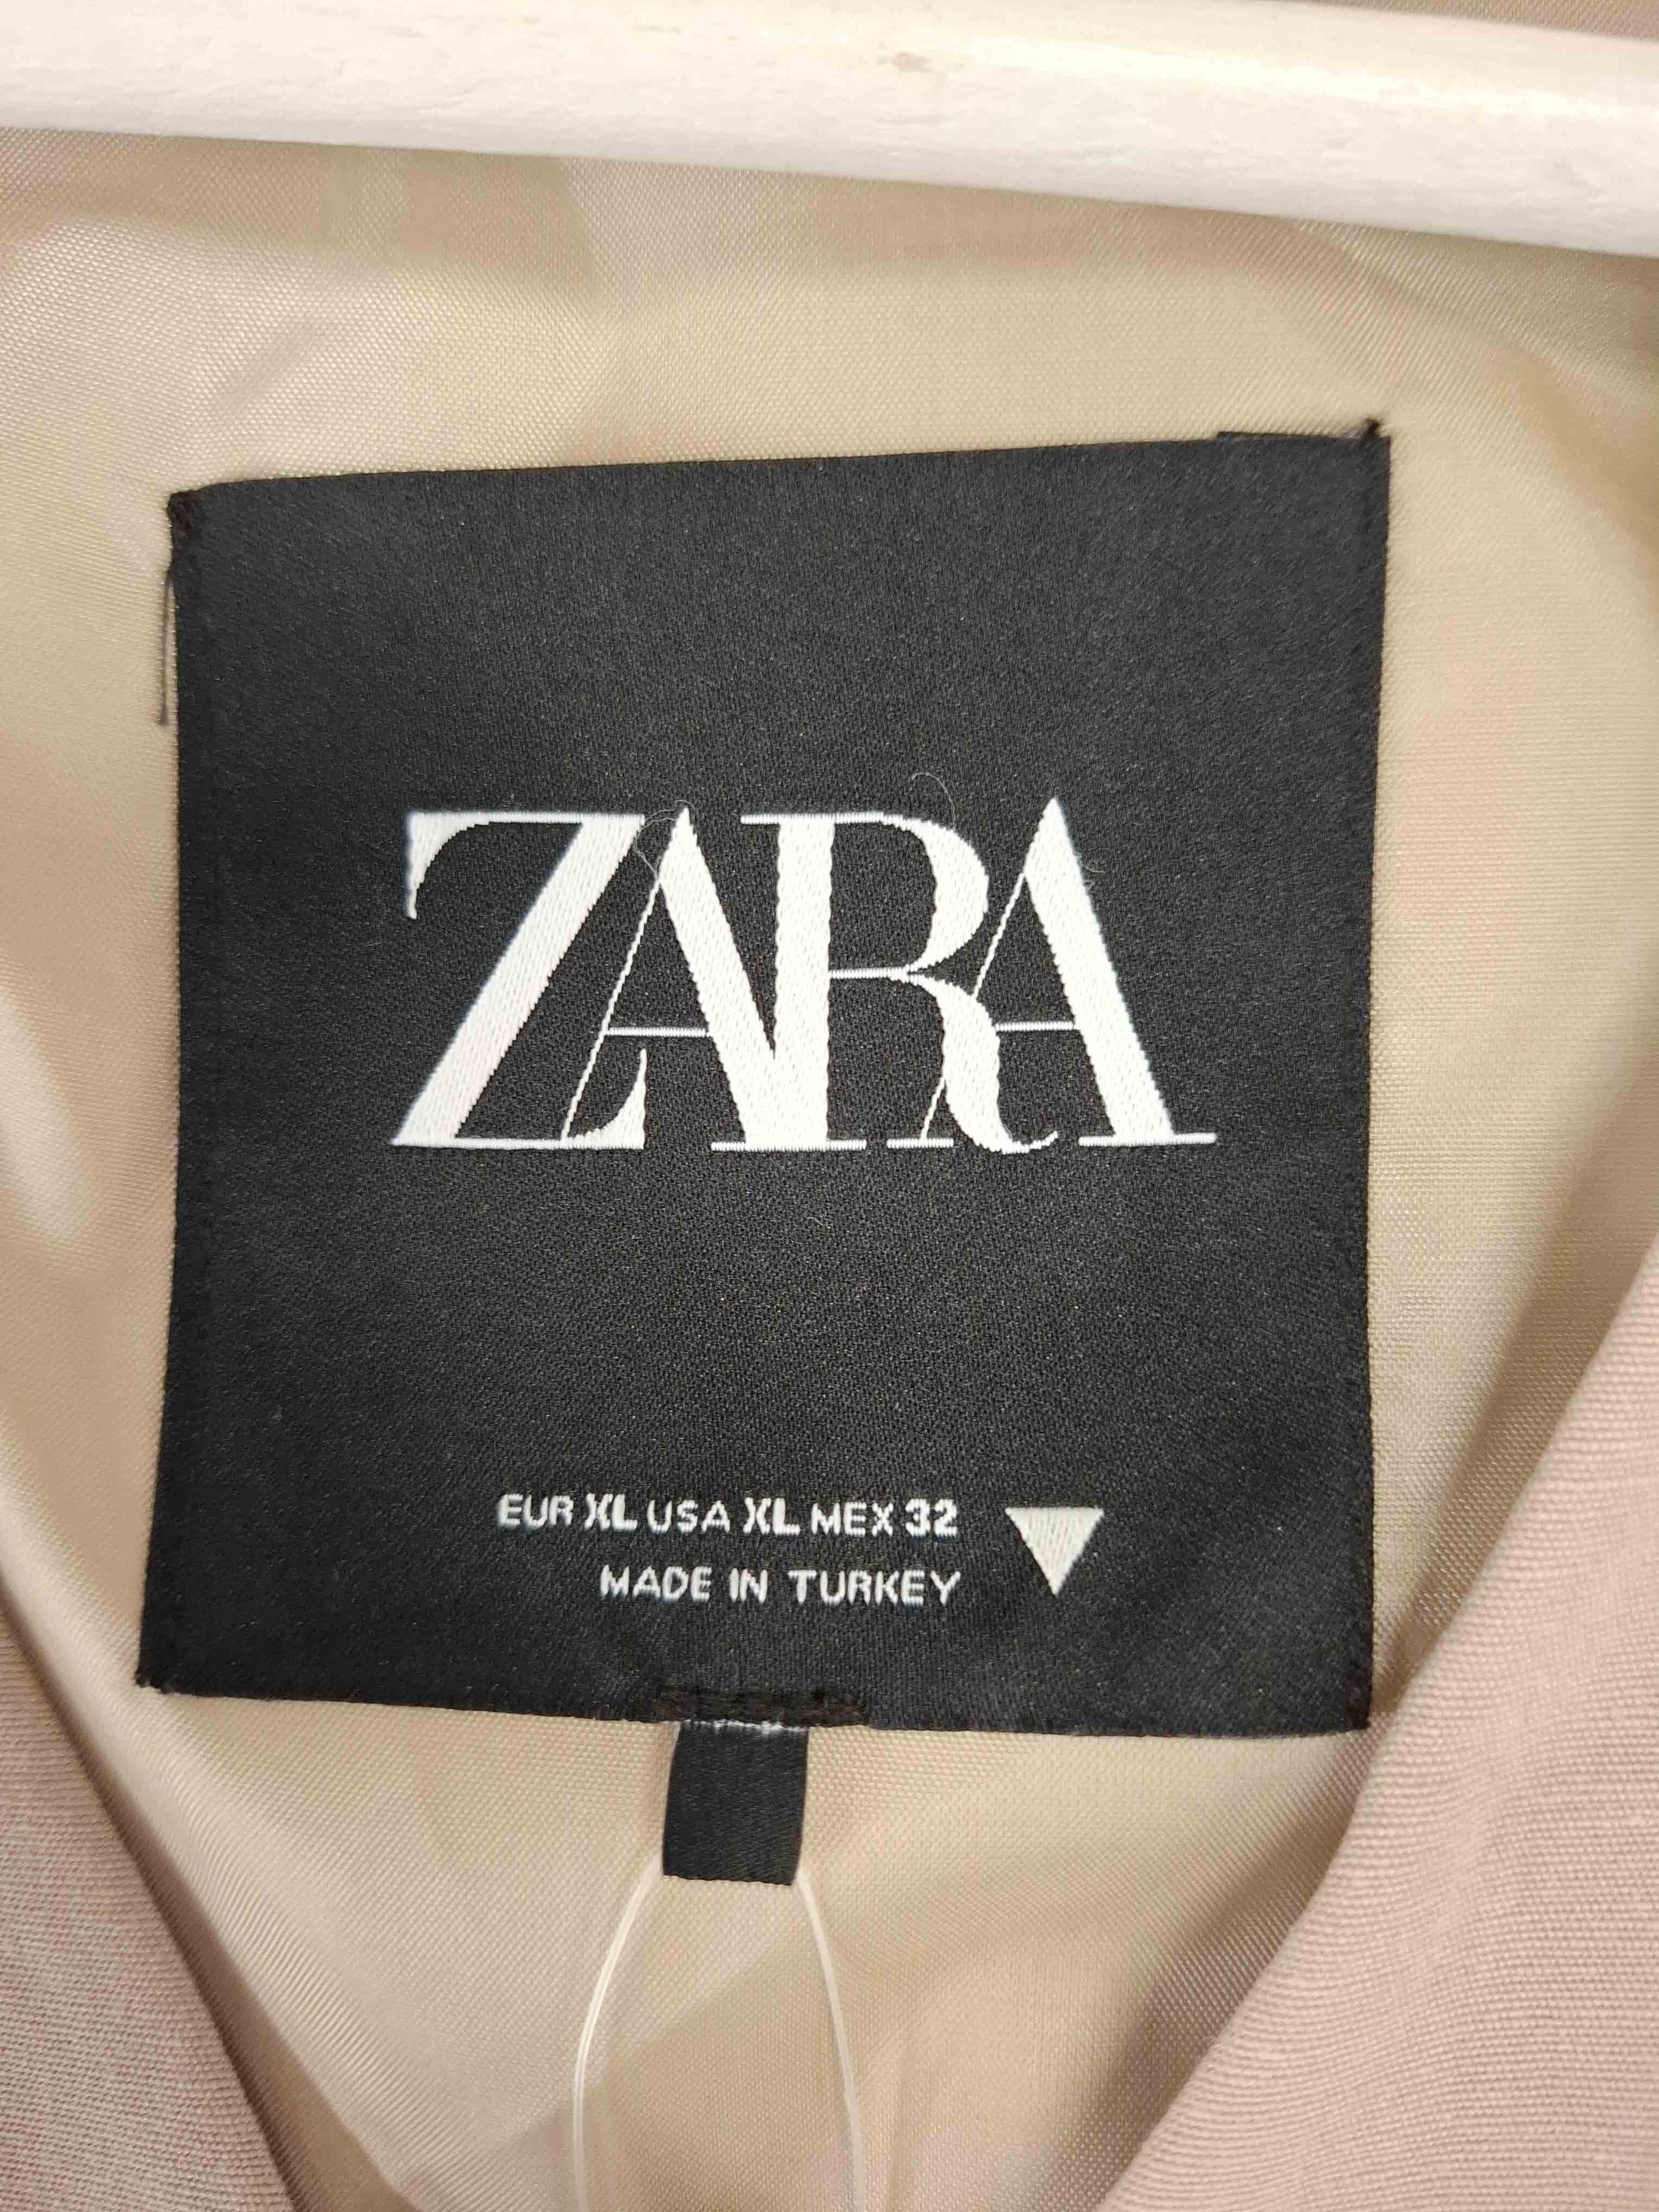 ZARA
EUR XL USA XL MEX 32
MADE IN TURKEY